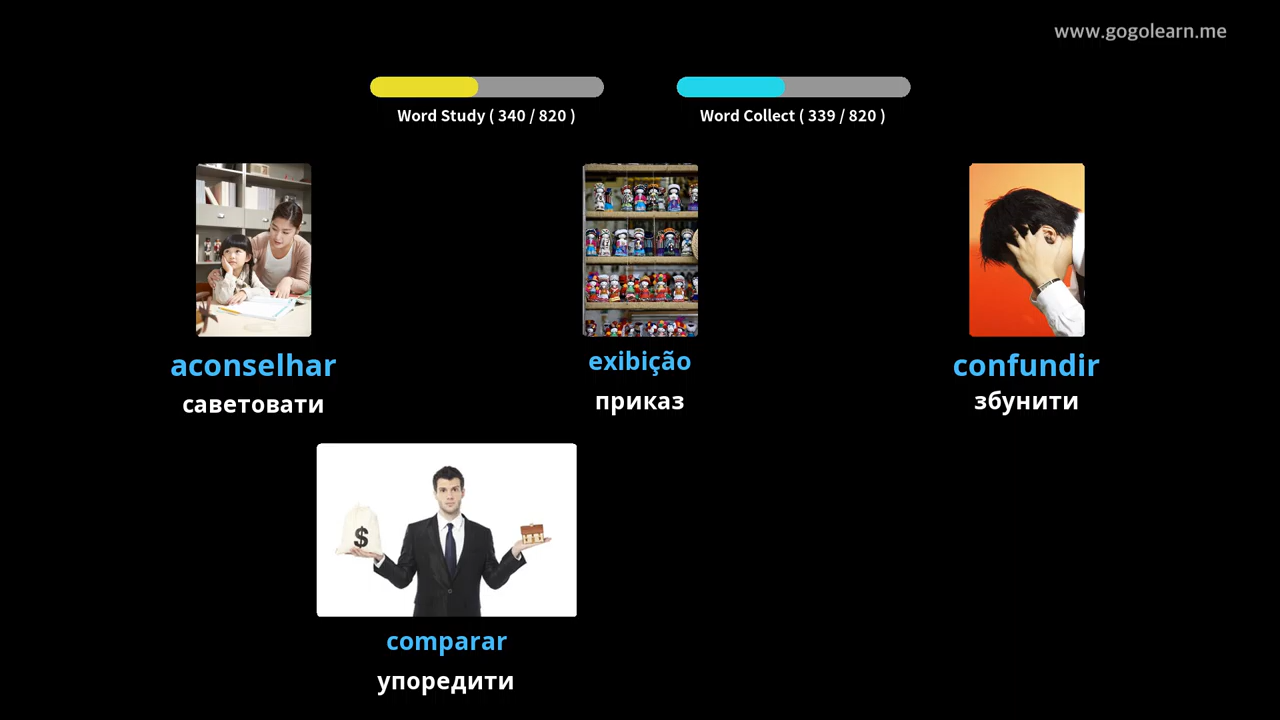 www.gogolearn.me
Word Study ( 340 / 820 )
Word Collect ( 339 / 820 )
aconselhar
саветовати
exibição
приказ
confundir
збунити
$
comparar
упоредити